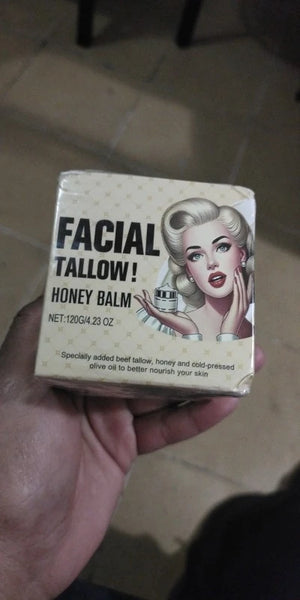 FACIAL
TALLOW!
HONEY BALM
NET:120G/4.23 OZ
Specially added beef tallow, honey and cold-pressed
olive oil to better nourish your skin